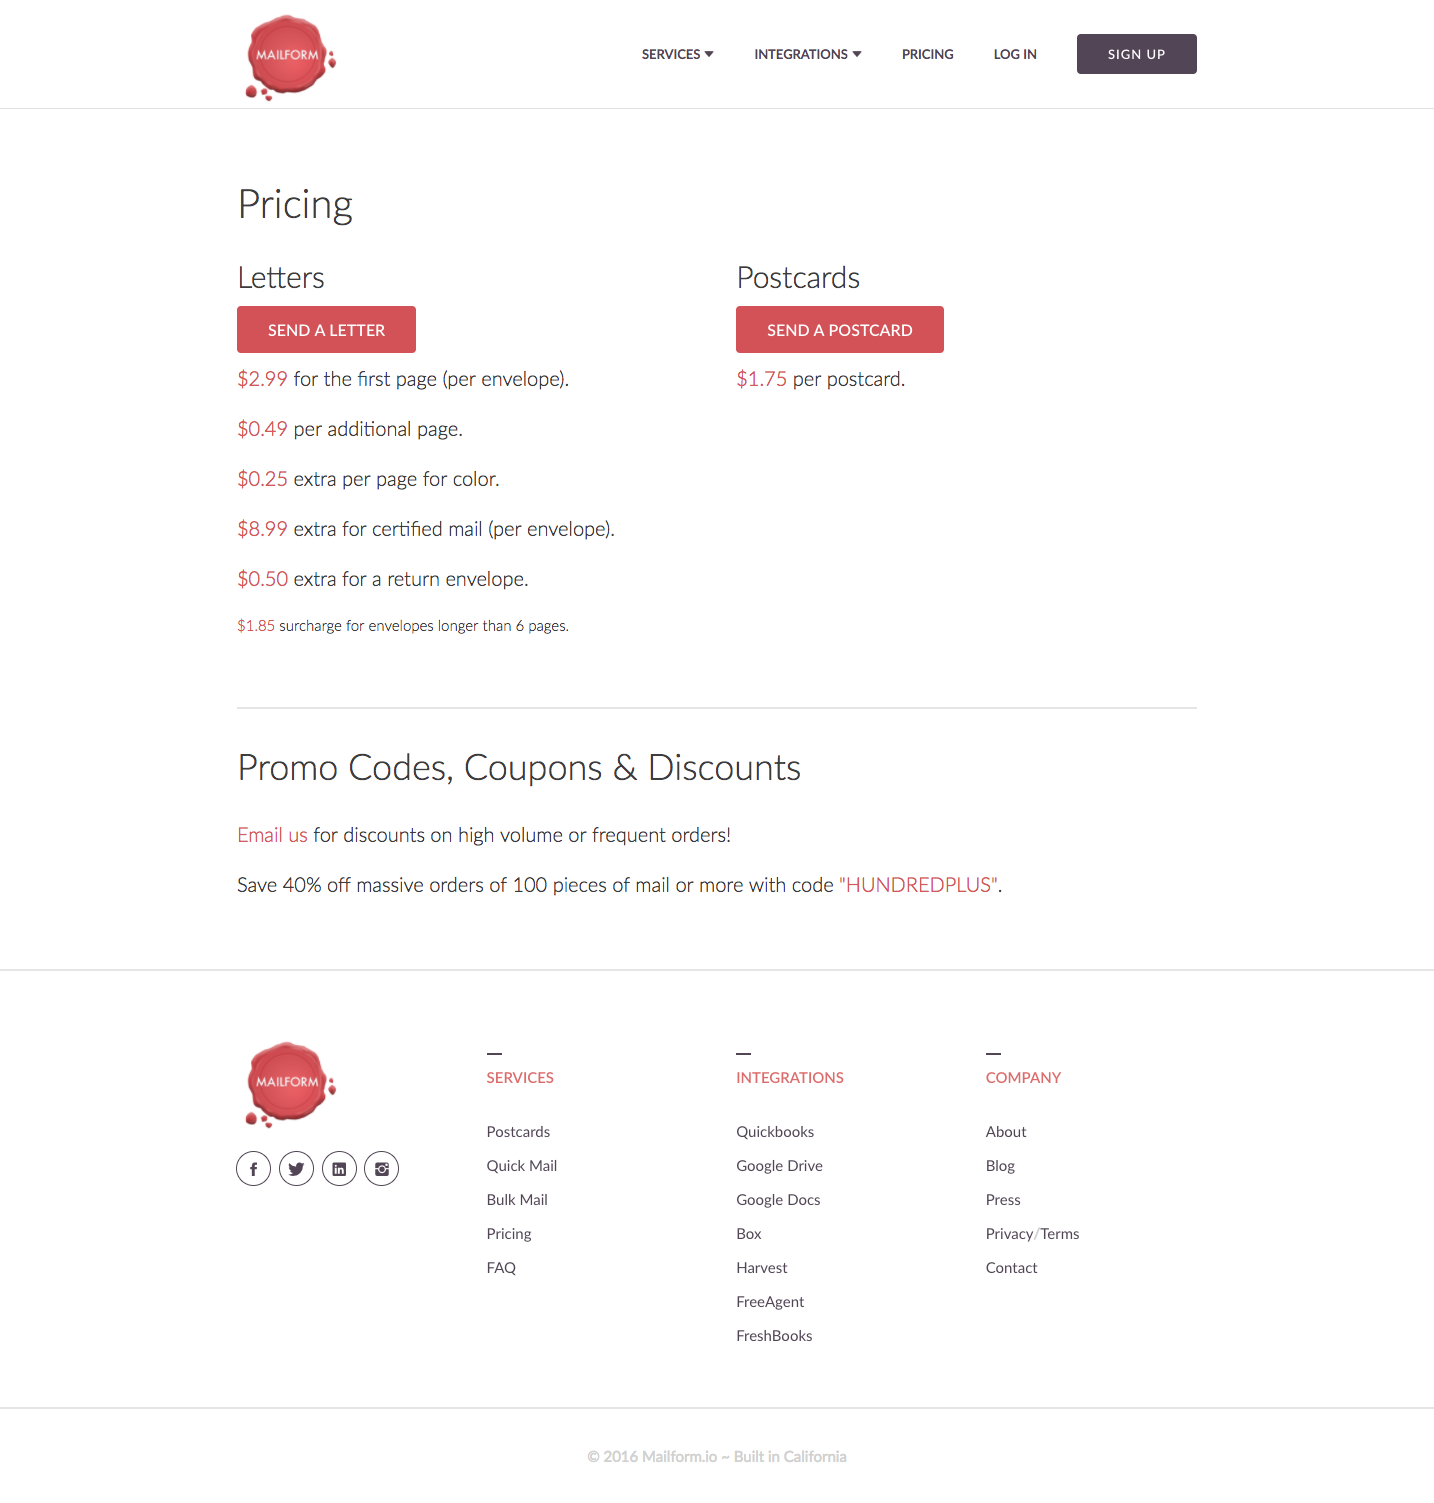 MAILFORM
SERVICES
INTEGRATIONS
PRICING
LOG IN
SIGN UP
Pricing
Letters
SEND A LETTER
$2.99 for the first page (per envelope).
$0.49 per additional page.
$0.25 extra per page for color.
$8.99 extra for certified mail (per envelope).
$0.50 extra for a return envelope.
$1.85 surcharge for envelopes longer than 6 pages.
Postcards
SEND A POSTCARD
$1.75 per postcard.
Promo Codes, Coupons & Discounts
Email us for discounts on high volume or frequent orders!
Save 40% off massive orders of 100 pieces of mail or more with code "HUNDREDPLUS".
MAILFORM
SERVICES
Postcards
Quick Mail
Bulk Mail
Pricing
FAQ
INTEGRATIONS
Quickbooks
Google Drive
Google Docs
Box
Harvest
FreeAgent
FreshBooks
COMPANY
About
Blog
Press
Privacy/Terms
Contact
© 2016 Mailform.io ~ Built in California